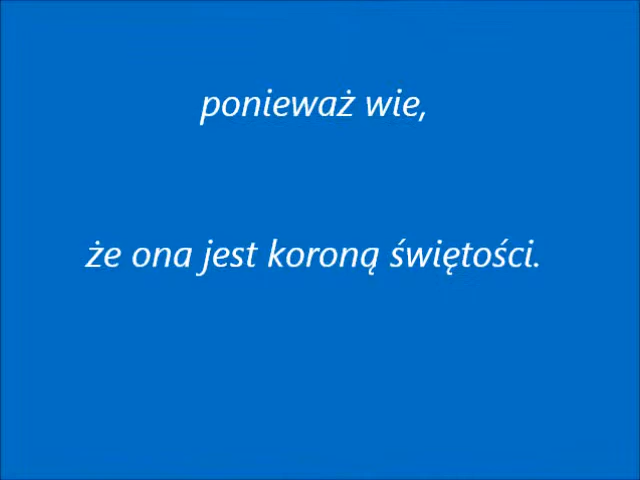 ponieważ wie,
że ona jest koroną świętości.